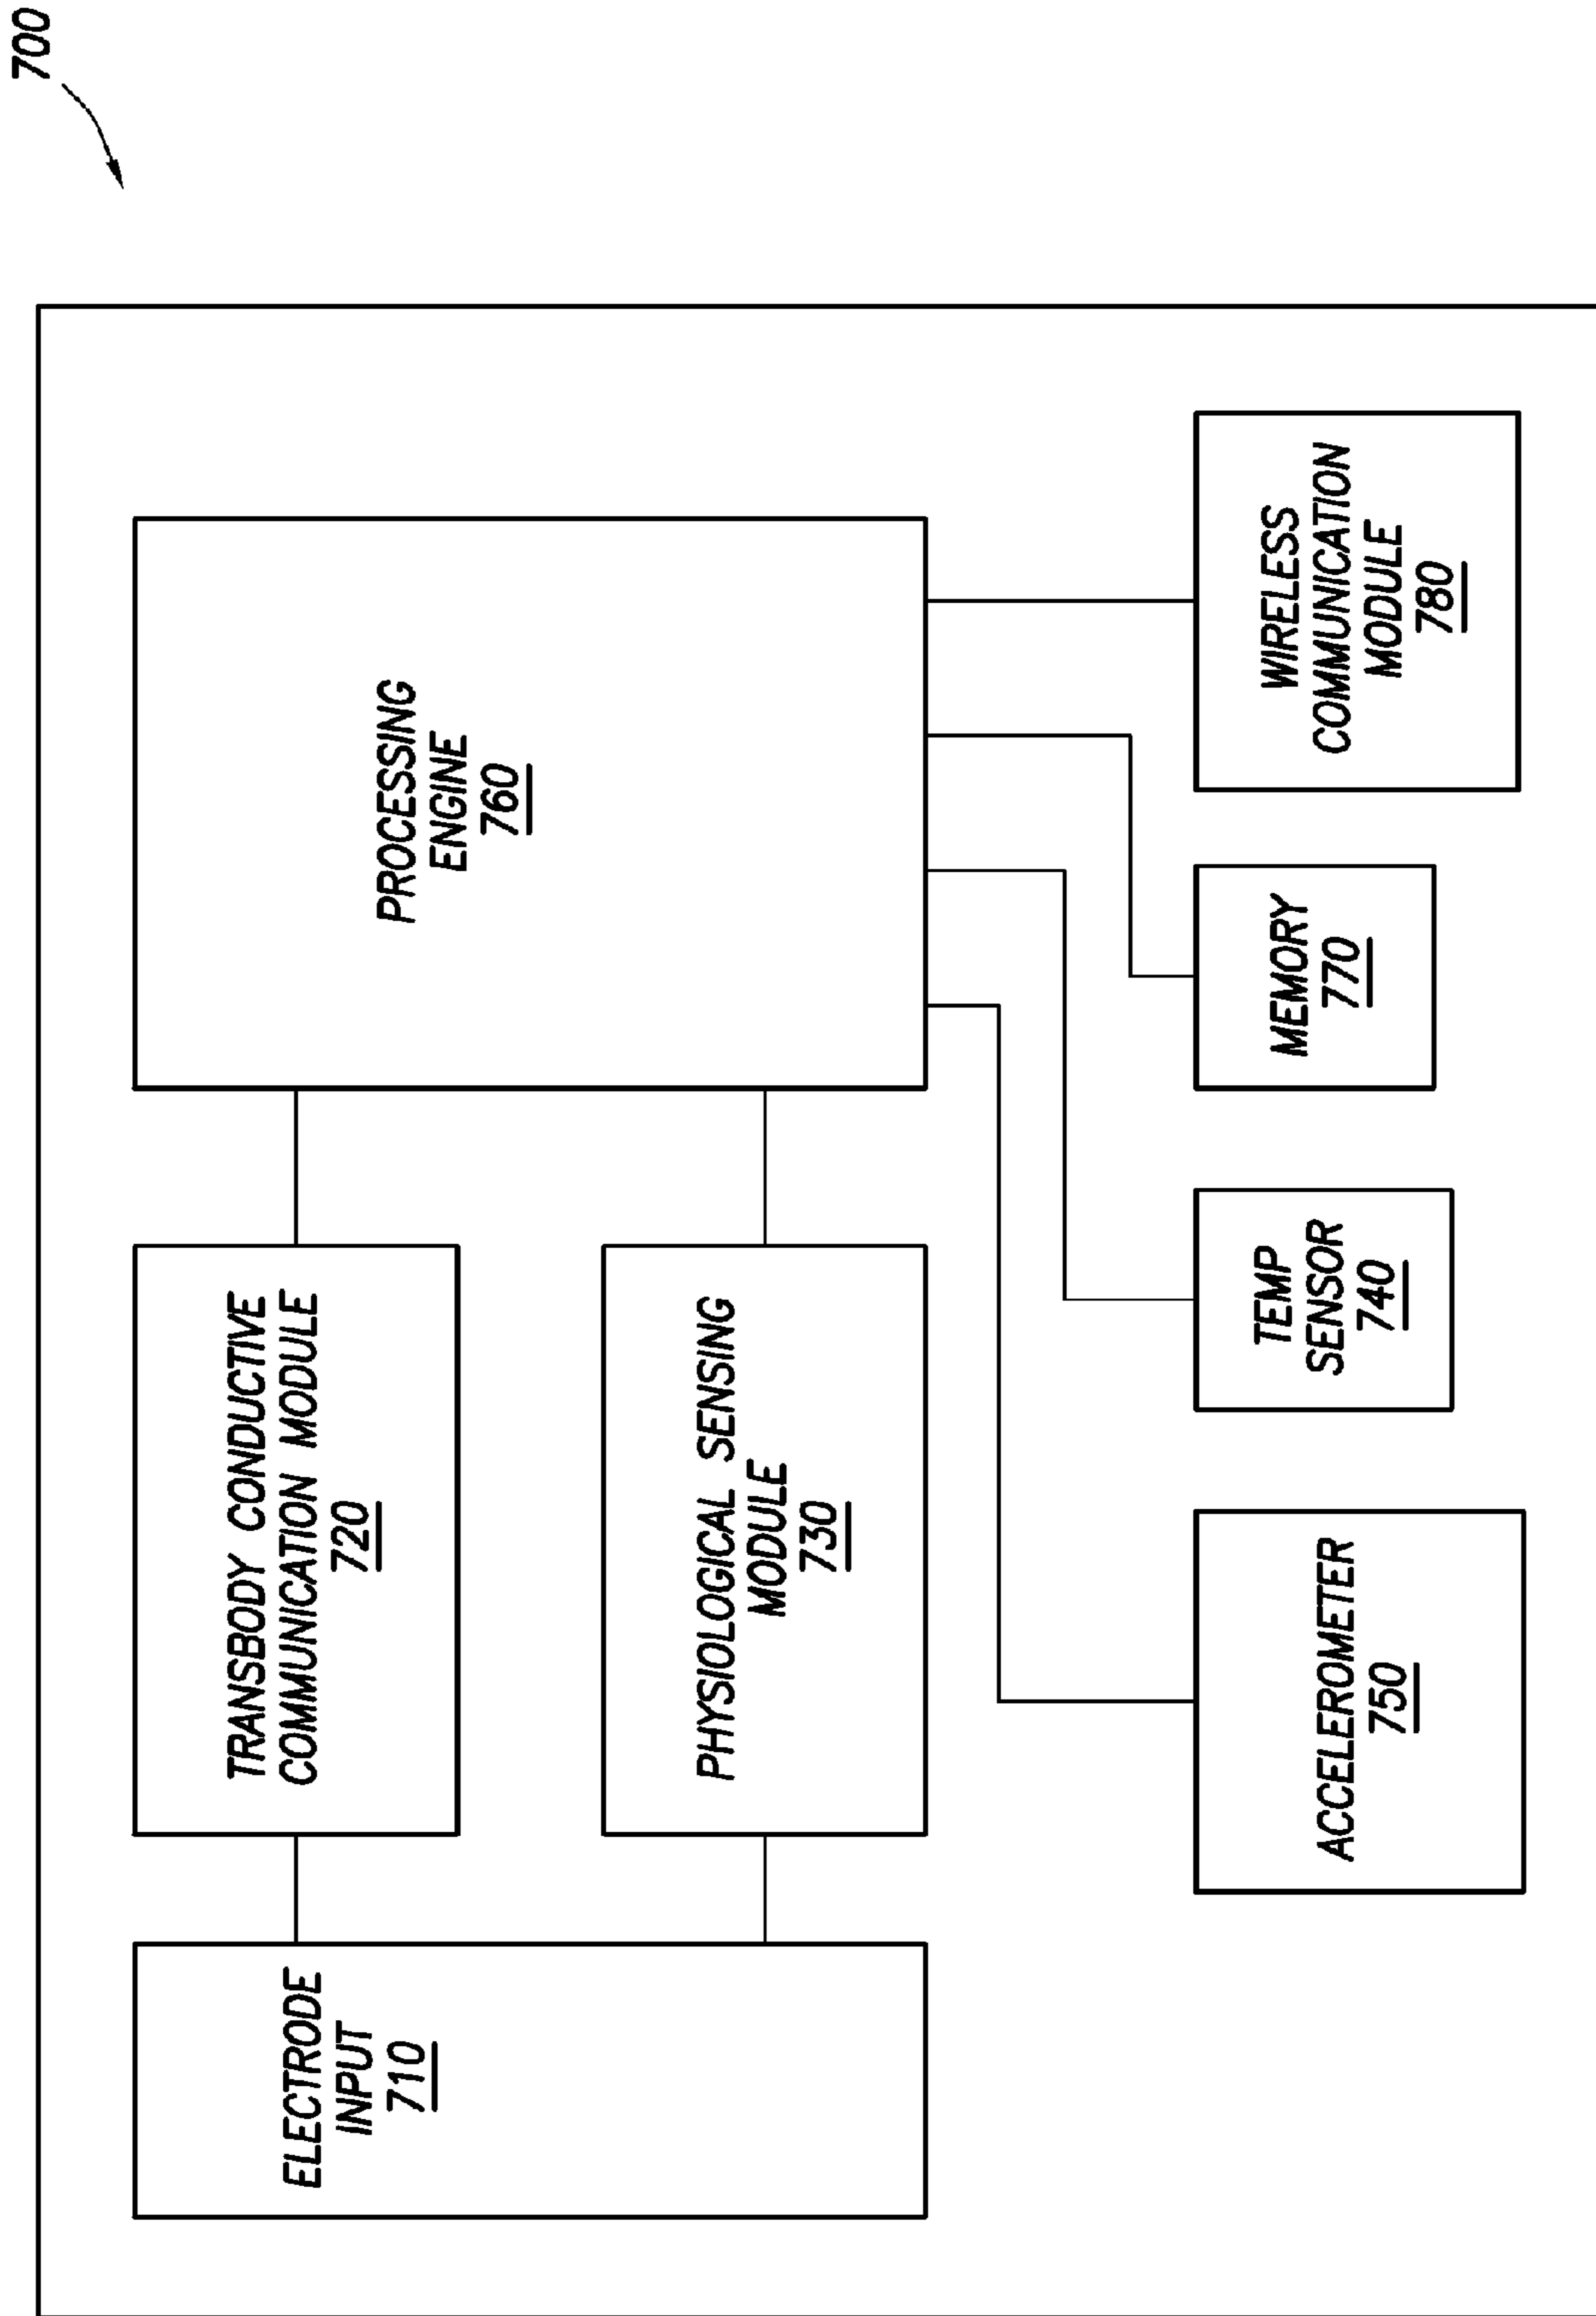 700
ELECTRODE
INPUT
710
TRANSBODY CONDUCTIVE
COMMUNICATION MODULE
720
PHYSIOLOGICAL SENSING
MODULE
730
PROCESSING
ENGINE
760
ACCELEROMETER
750
TEMP
SENSOR
740
MEMORY
770
WIRELESS
COMMUNICATION
MODULE
780